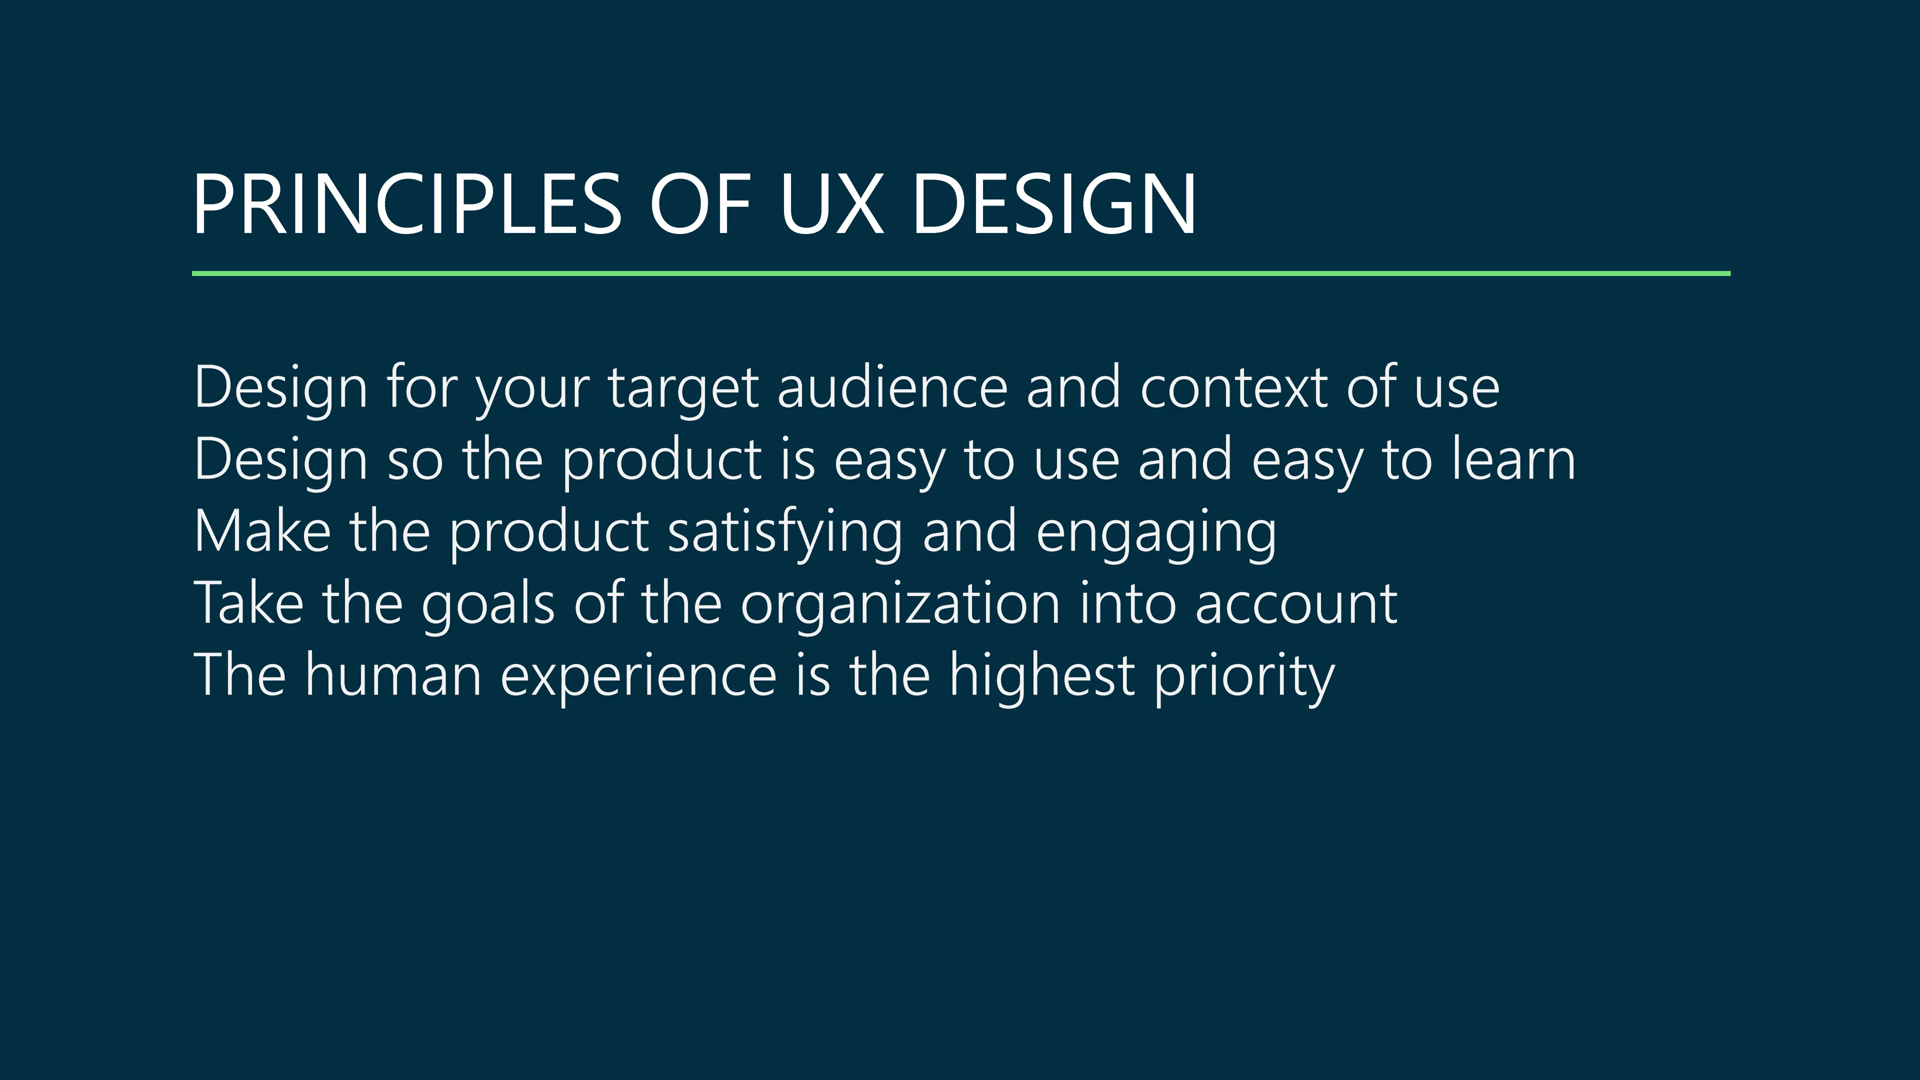 PRINCIPLES OF UX DESIGN
Design for your target audience and context of use
Design so the product is easy to use and easy to learn
Make the product satisfying and engaging
Take the goals of the organization into account
The human experience is the highest priority